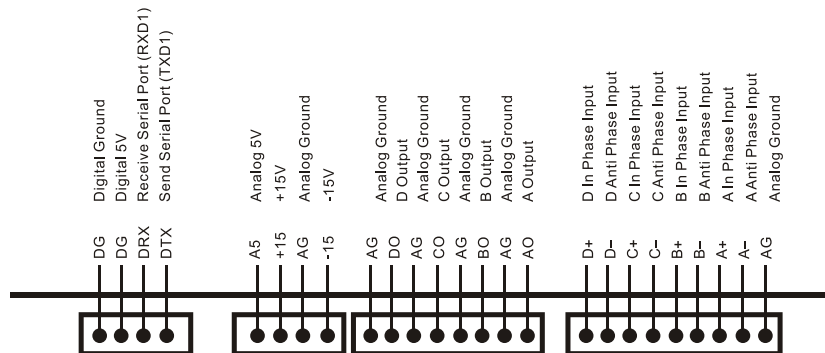 Digital Ground
Digital 5V
Receive Serial Port (RXD1)
Send Serial Port (TXD1)
Analog 5V
+15V
Analog Ground
-15V
Analog Ground
D Output
Analog Ground
C Output
Analog Ground
B Output
Analog Ground
A Output
D In Phase Input
D Anti Phase Input
C In Phase Input
C Anti Phase Input
B In Phase Input
B Anti Phase Input
A In Phase Input
A Anti Phase Input
Analog Ground
DG
DG
DRX
DTX
A5
+15
AG
-15
AG
DO
AG
CO
AG
BO
AG
AO
D+
D−
C+
C−
B+
B−
A+
A−
AG